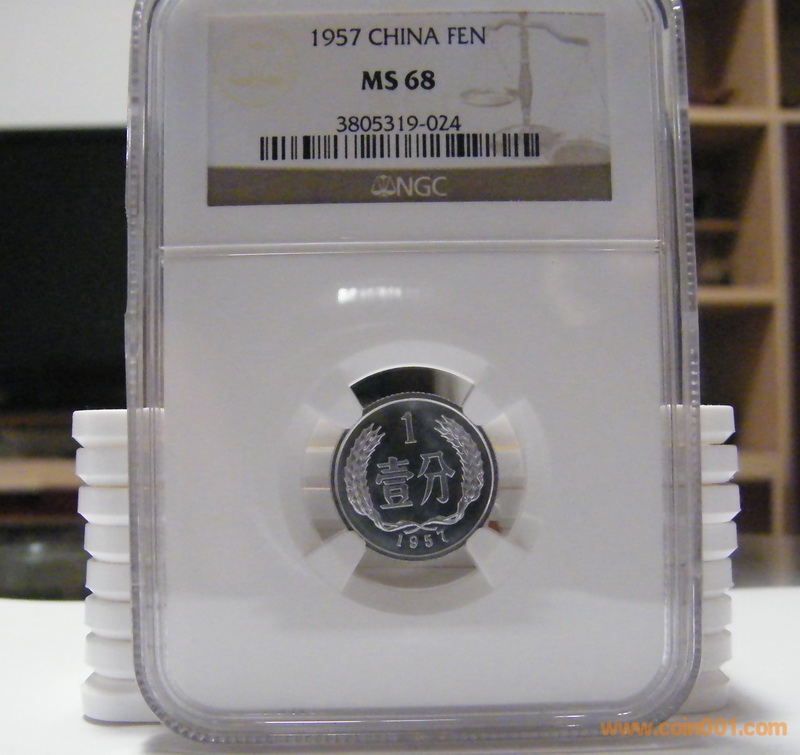 1957 CHINA FEN
MS 68
3805319-024
NGC
1
壹分
1957
www.coin001.com